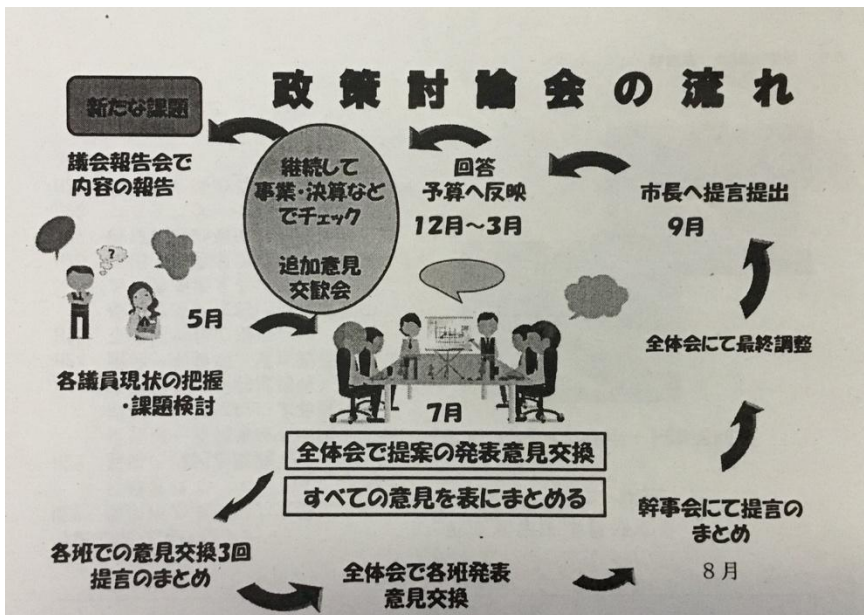 政策討論会の流れ
新たな課題
議会報告会で
内容の報告
継続して
事業・決算など
でチェック
追加意見
交歓会
回答
予算へ反映
12月～3月
市長へ提言提出
9月
?
5月
各議員現状の把握
・課題検討
全体会にて最終調整
7月
全体会で提案の発表意見交換
すべての意見を表にまとめる
幹事会にて提言の
まとめ
8月
各班での意見交換3回
提言のまとめ
全体会で各班発表
意見交換